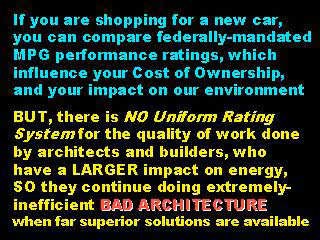 If you are shopping for a new car,
you can compare federally-mandated
MPG performance ratings, which
influence your Cost of Ownership,
and your impact on our environment
BUT, there is NO Uniform Rating
System for the quality of work done
by architects and builders, who
have a LARGER impact on energy,
SO they continue doing extremely-
inefficient BAD ARCHITECTURE
when far superior solutions are available